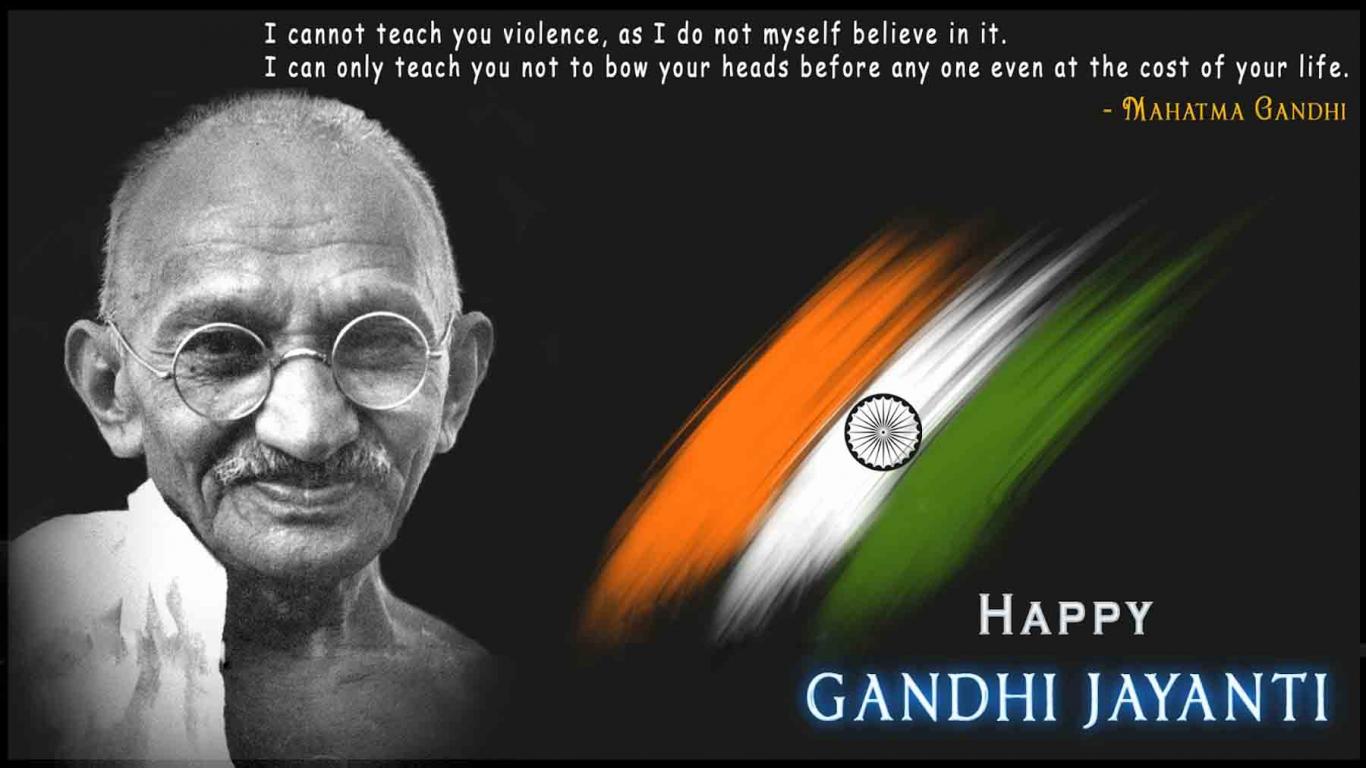 I cannot teach you violence, as I do not myself believe in it.
I can only teach you not to bow your heads before any one even at the cost of your life.
- Mahatma Gandhi
Happy
GANDHI JAYANTI